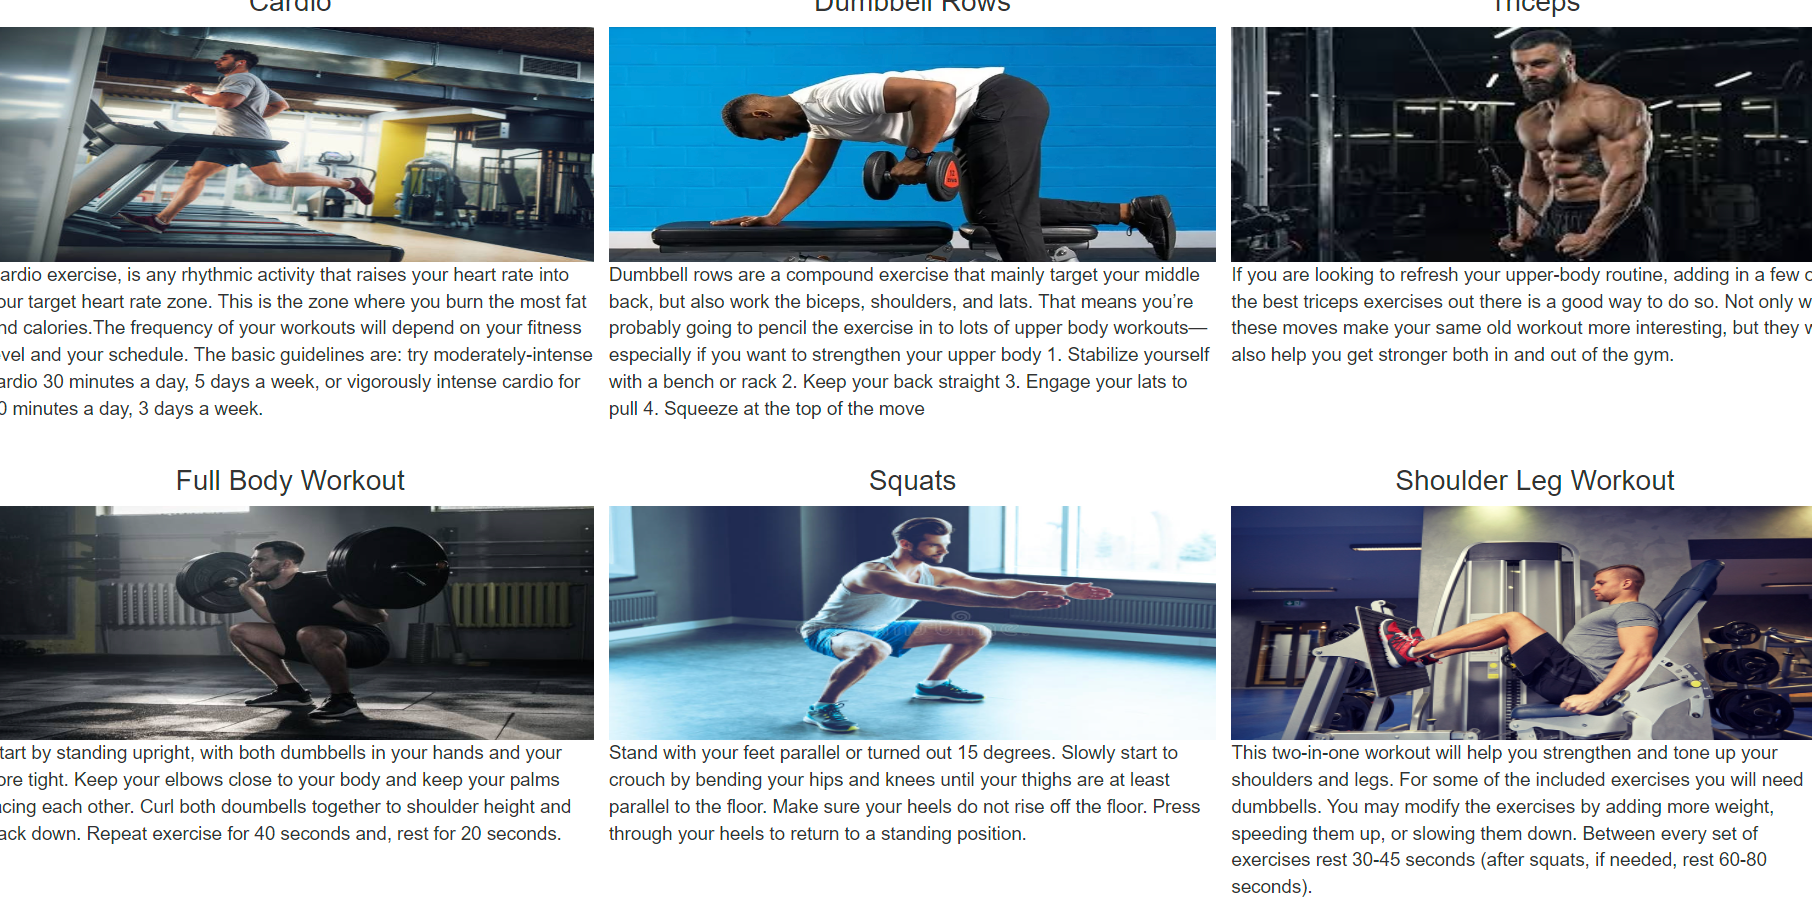 Cardio
Dumbbell Rows
Triceps
ardio exercise, is any rhythmic activity that raises your heart rate into
our target heart rate zone. This is the zone where you burn the most fat
nd calories.The frequency of your workouts will depend on your fitness
vel and your schedule. The basic guidelines are: try moderately-intense
ardio 30 minutes a day, 5 days a week, or vigorously intense cardio for
0 minutes a day, 3 days a week.
Dumbbell rows are a compound exercise that mainly target your middle
back, but also work the biceps, shoulders, and lats. That means you’re
probably going to pencil the exercise in to lots of upper body workouts—
especially if you want to strengthen your upper body 1. Stabilize yourself
with a bench or rack 2. Keep your back straight 3. Engage your lats to
pull 4. Squeeze at the top of the move
If you are looking to refresh your upper-body routine, adding in a few
the best triceps exercises out there is a good way to do so. Not only
these moves make your same old workout more interesting, but they
also help you get stronger both in and out of the gym.
Full Body Workout
Squats
Shoulder Leg Workout
tart by standing upright, with both dumbbells in your hands and your
ore tight. Keep your elbows close to your body and keep your palms
cing each other. Curl both doumbells together to shoulder height and
ack down. Repeat exercise for 40 seconds and, rest for 20 seconds.
Stand with your feet parallel or turned out 15 degrees. Slowly start to
crouch by bending your hips and knees until your thighs are at least
parallel to the floor. Make sure your heels do not rise off the floor. Press
through your heels to return to a standing position.
This two-in-one workout will help you strengthen and tone up your
shoulders and legs. For some of the included exercises you will need
dumbbells. You may modify the exercises by adding more weight,
speeding them up, or slowing them down. Between every set of
exercises rest 30-45 seconds (after squats, if needed, rest 60-80
seconds).